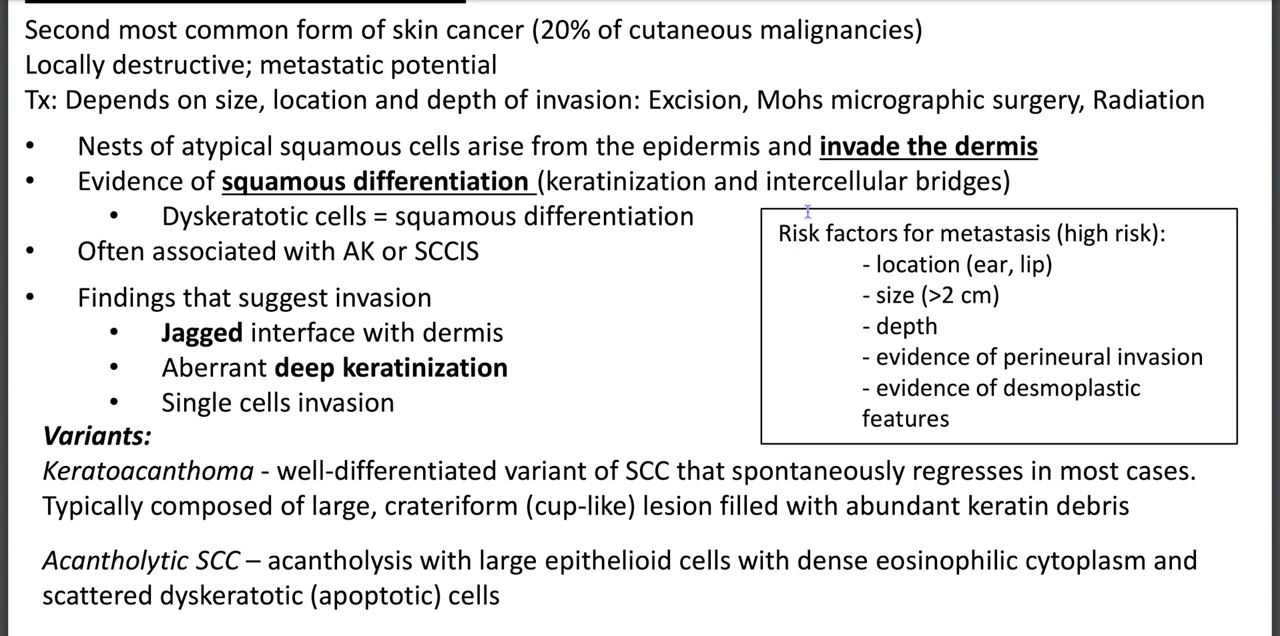 Second most common form of skin cancer (20% of cutaneous malignancies)
Locally destructive; metastatic potential
Tx: Depends on size, location and depth of invasion: Excision, Mohs micrographic surgery, Radiation
• Nests of atypical squamous cells arise from the epidermis and invade the dermis
• Evidence of squamous differentiation (keratinization and intercellular bridges)
• Dyskeratotic cells = squamous differentiation
• Often associated with AK or SCCIS
• Findings that suggest invasion
• Jagged interface with dermis
• Aberrant deep keratinization
• Single cells invasion
Risk factors for metastasis (high risk):
- location (ear, lip)
- size (>2 cm)
- depth
- evidence of perineural invasion
- evidence of desmoplastic
features
Variants:
Keratoacanthoma - well-differentiated variant of SCC that spontaneously regresses in most cases.
Typically composed of large, crateriform (cup-like) lesion filled with abundant keratin debris
Acantholytic SCC – acantholysis with large epithelioid cells with dense eosinophilic cytoplasm and
scattered dyskeratotic (apoptotic) cells